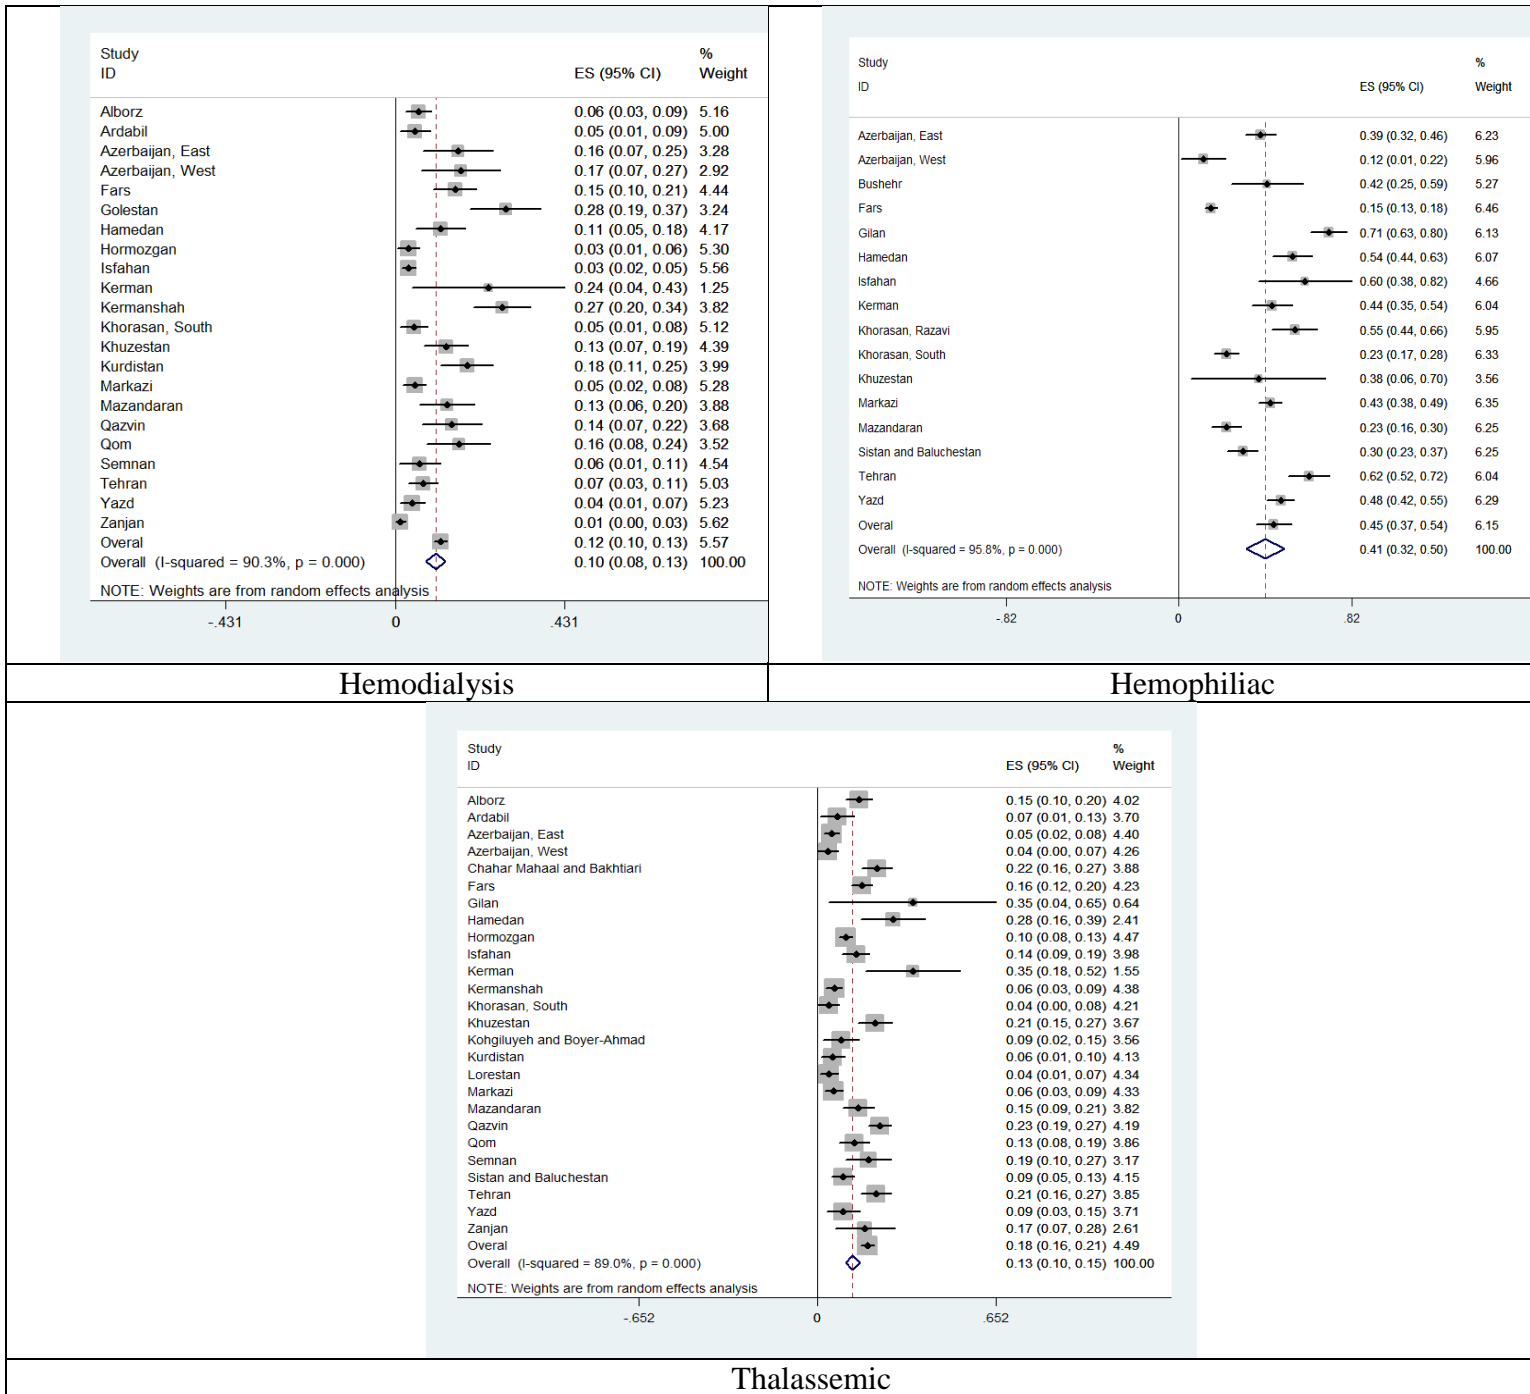 Study %
ID ES (95% CI) Weight
Alborz 0.06 (0.03, 0.09) 5.16
Ardabil 0.05 (0.01, 0.09) 5.00
Azerbaijan, East 0.16 (0.07, 0.25) 3.28
Azerbaijan, West 0.17 (0.07, 0.27) 2.92
Fars 0.15 (0.10, 0.21) 4.44
Golestan 0.28 (0.19, 0.37) 3.24
Hamedan 0.11 (0.05, 0.18) 4.17
Hormozgan 0.03 (0.01, 0.06) 5.30
Isfahan 0.03 (0.02, 0.05) 5.56
Kerman 0.24 (0.04, 0.43) 1.25
Kermanshah 0.27 (0.20, 0.34) 3.82
Khorasan, South 0.05 (0.01, 0.08) 5.12
Khuzestan 0.13 (0.07, 0.19) 4.39
Kurdistan 0.18 (0.11, 0.25) 3.99
Markazi 0.05 (0.02, 0.08) 5.28
Mazandaran 0.13 (0.06, 0.20) 3.88
Qazvin 0.14 (0.07, 0.22) 3.68
Qom 0.16 (0.08, 0.24) 3.52
Semnan 0.06 (0.01, 0.11) 4.54
Tehran 0.07 (0.03, 0.11) 5.03
Yazd 0.04 (0.01, 0.07) 5.23
Zanjan 0.01 (0.00, 0.03) 5.62
Overal 0.12 (0.10, 0.13) 5.57
Overall (I-squared = 90.3%, p = 0.000) 0.10 (0.08, 0.13) 100.00
NOTE: Weights are from random effects analysis
-.431 0 .431
Hemodialysis
Study %
ID ES (95% CI) Weight
Azerbaijan, East 0.39 (0.32, 0.46) 6.23
Azerbaijan, West 0.12 (0.01, 0.22) 5.96
Bushehr 0.42 (0.25, 0.59) 5.27
Fars 0.15 (0.13, 0.18) 6.46
Gilan 0.71 (0.63, 0.80) 6.13
Hamedan 0.54 (0.44, 0.63) 6.07
Isfahan 0.60 (0.38, 0.82) 4.66
Kerman 0.44 (0.35, 0.54) 6.04
Khorasan, Razavi 0.55 (0.44, 0.66) 5.95
Khorasan, South 0.23 (0.17, 0.28) 6.33
Khuzestan 0.38 (0.06, 0.70) 3.56
Markazi 0.43 (0.38, 0.49) 6.35
Mazandaran 0.23 (0.16, 0.30) 6.25
Sistan and Baluchestan 0.30 (0.23, 0.37) 6.25
Tehran 0.62 (0.52, 0.72) 6.04
Yazd 0.48 (0.42, 0.55) 6.29
Overal 0.45 (0.37, 0.54) 6.15
Overall (I-squared = 95.8%, p = 0.000) 0.41 (0.32, 0.50) 100.00
NOTE: Weights are from random effects analysis
-.82 0 .82
Hemophiliac
Study %
ID ES (95% CI) Weight
Alborz 0.15 (0.10, 0.20) 4.02
Ardabil 0.07 (0.01, 0.13) 3.70
Azerbaijan, East 0.05 (0.02, 0.08) 4.40
Azerbaijan, West 0.04 (0.00, 0.07) 4.26
Chahar Mahaal and Bakhtiari 0.22 (0.16, 0.27) 3.88
Fars 0.16 (0.12, 0.20) 4.23
Gilan 0.35 (0.04, 0.65) 0.64
Hamedan 0.28 (0.16, 0.39) 2.41
Hormozgan 0.10 (0.08, 0.13) 4.47
Isfahan 0.14 (0.09, 0.19) 3.98
Kerman 0.35 (0.18, 0.52) 1.55
Kermanshah 0.06 (0.03, 0.09) 4.38
Khorasan, South 0.04 (0.00, 0.08) 4.21
Khuzestan 0.21 (0.15, 0.27) 3.67
Kohgiluyeh and Boyer-Ahmad 0.09 (0.02, 0.15) 3.56
Kurdistan 0.06 (0.01, 0.10) 4.13
Lorestan 0.04 (0.01, 0.07) 4.34
Markazi 0.06 (0.03, 0.09) 4.33
Mazandaran 0.15 (0.09, 0.21) 3.82
Qazvin 0.23 (0.19, 0.27) 4.19
Qom 0.13 (0.08, 0.19) 3.86
Semnan 0.19 (0.10, 0.27) 3.17
Sistan and Baluchestan 0.09 (0.05, 0.13) 4.15
Tehran 0.21 (0.16, 0.27) 3.85
Yazd 0.09 (0.03, 0.15) 3.71
Zanjan 0.17 (0.07, 0.28) 2.61
Overal 0.18 (0.16, 0.21) 4.49
Overall (I-squared = 89.0%, p = 0.000) 0.13 (0.10, 0.15) 100.00
NOTE: Weights are from random effects analysis
-.652 0 .652
Thalassemic